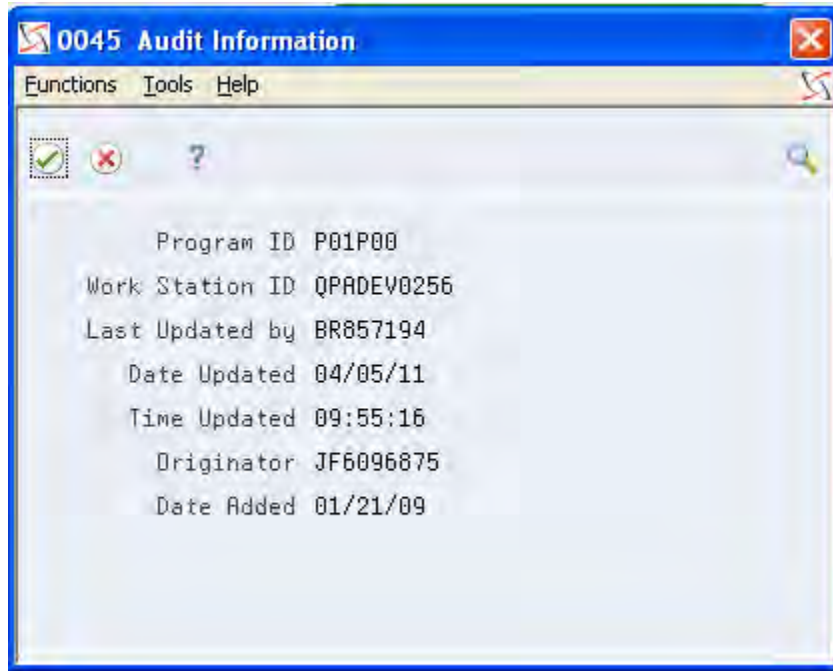 0045 Audit Information
Functions Tools Help
?
Program ID P01P00
Work Station ID QPADEV0256
Last Updated by BR857194
Date Updated 04/05/11
Time Updated 09:55:16
Originator JF6096875
Date Added 01/21/09